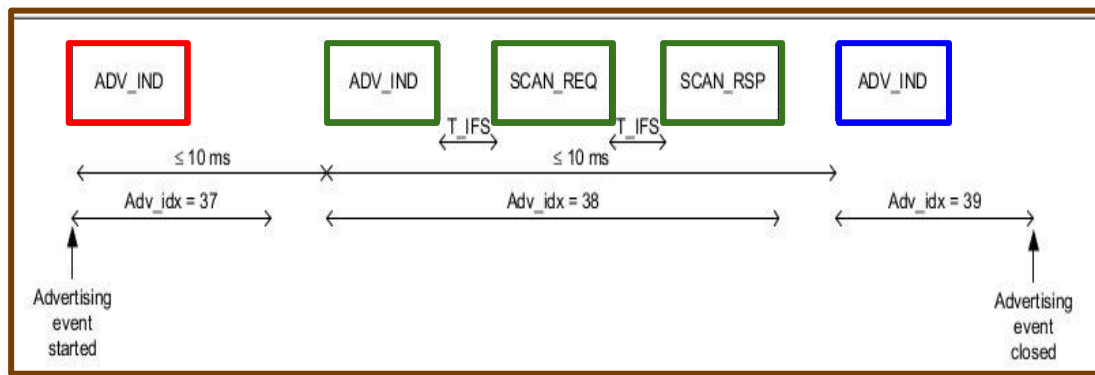 ADV_IND
ADV_IND
SCAN_REQ
SCAN_RSP
ADV_IND
T_IFS
T_IFS
≤ 10 ms
≤ 10 ms
Adv_idx = 37
Adv_idx = 38
Adv_idx = 39
Advertising
event
started
Advertising
event
closed